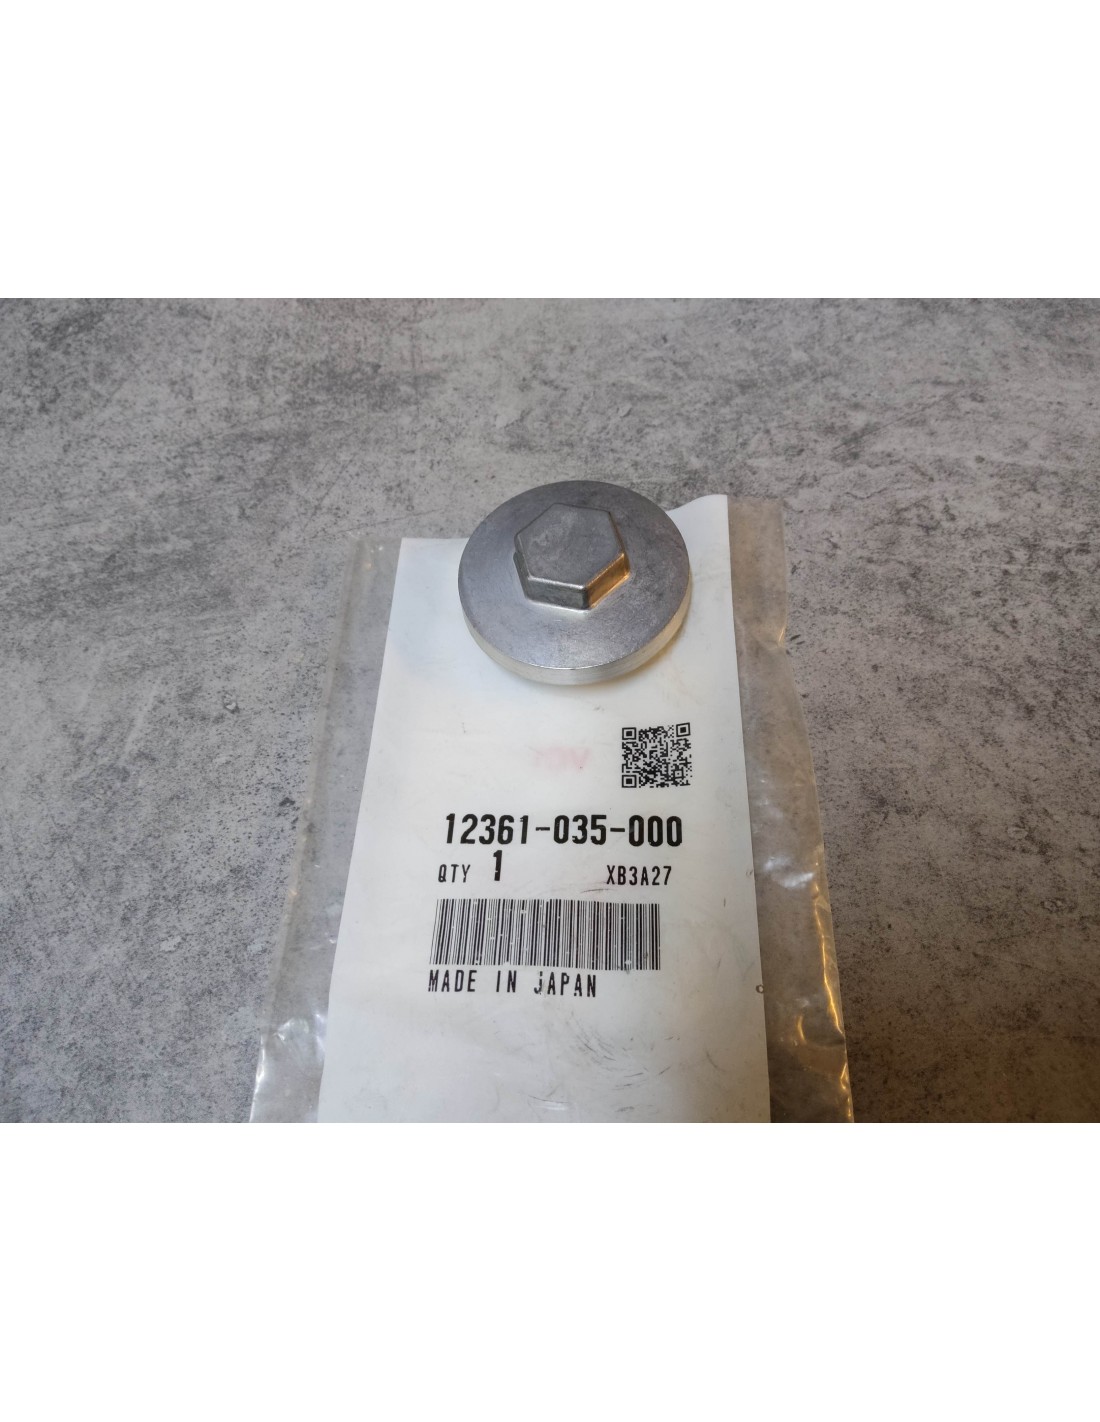 12361-035-000
QTY 1 XB3A27
MADE IN JAPAN